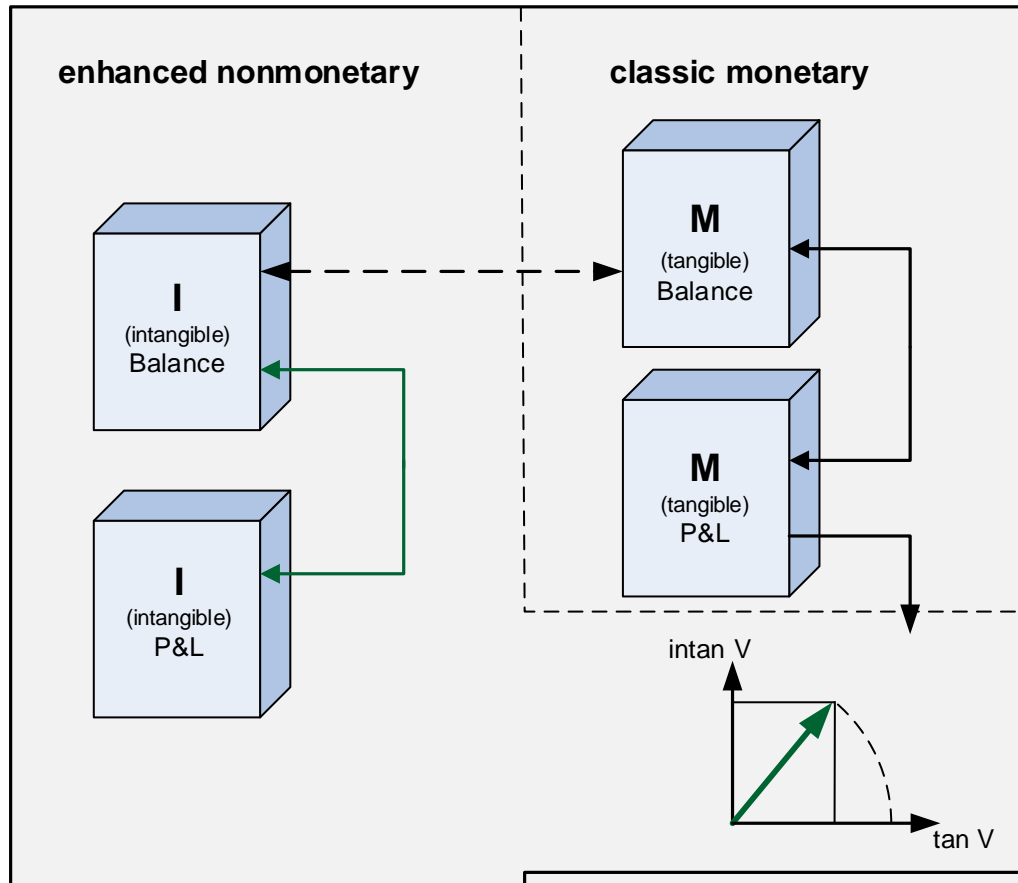 enhanced nonmonetary
classic monetary
I
(intangible)
Balance
I
(intangible)
P&L
M
(tangible)
Balance
M
(tangible)
P&L
intan V
tan V